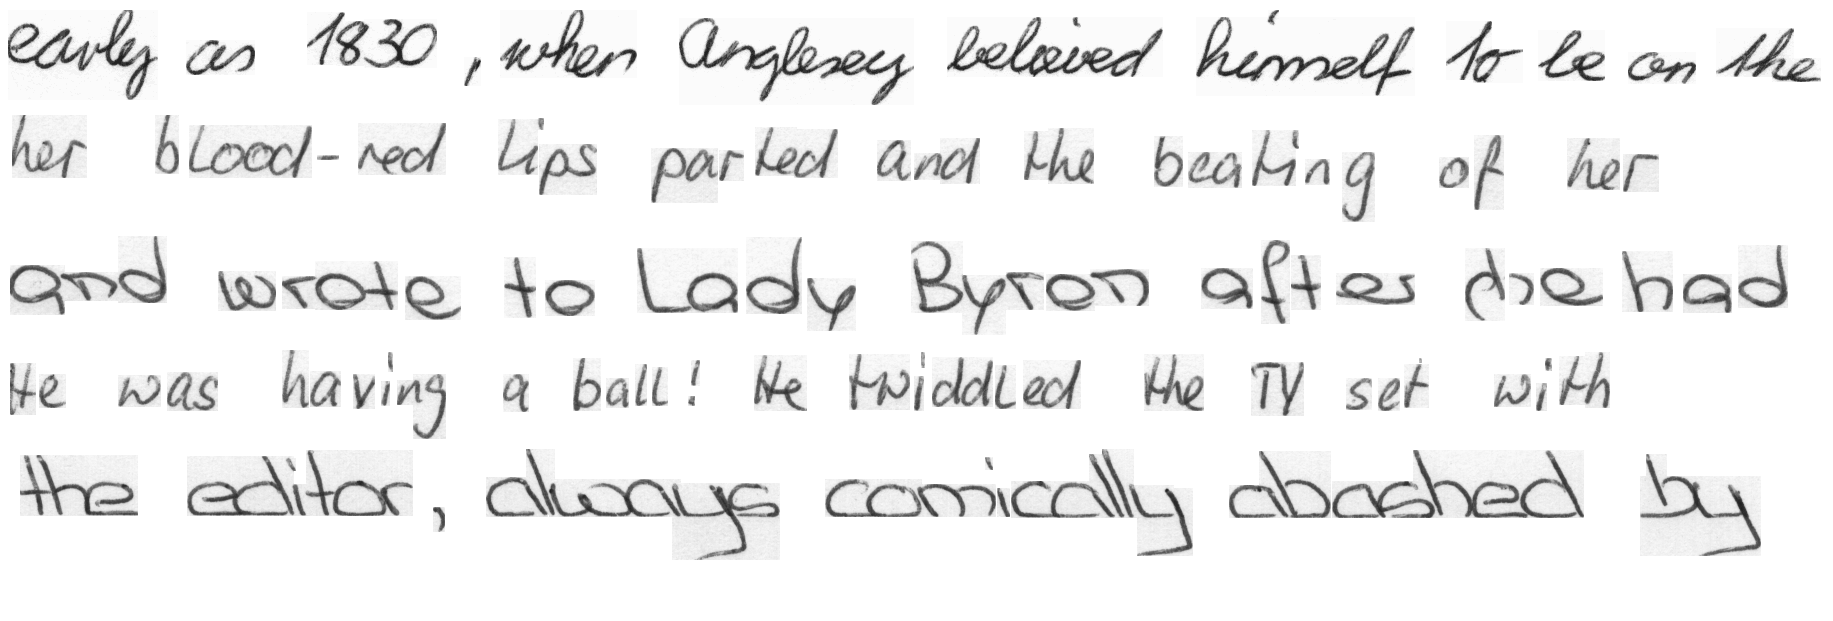 early as 1830, when Anglesey believed himself to be on the
her blood-red lips parted and the beating of her
and wrote to Lady Byron after she had
He was having a ball! He twiddled the TV set with
the editor, always comically abashed by